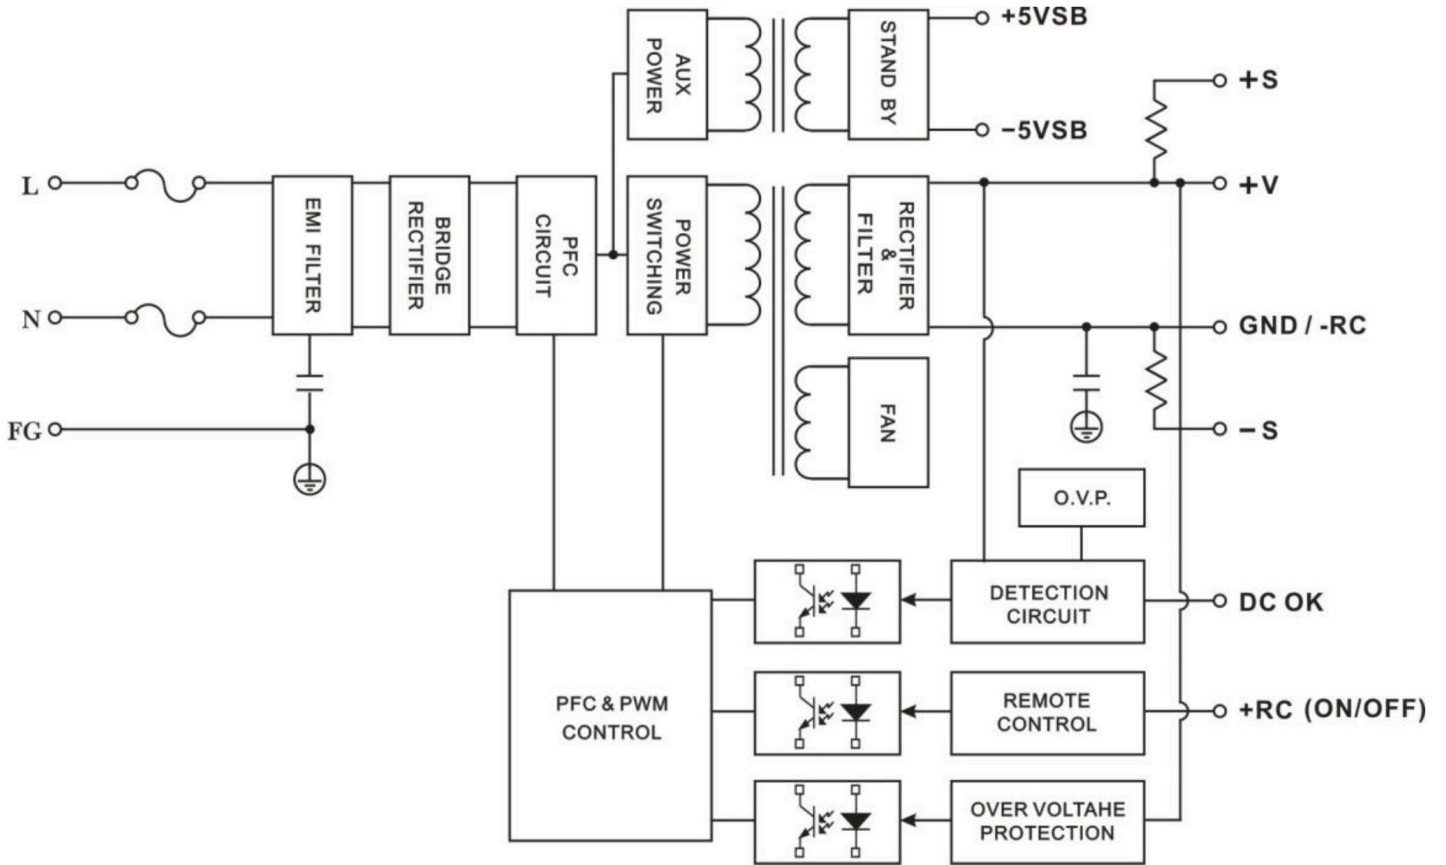 +5VSB
AUX
POWER
STAND BY
−5VSB
+S
L
EMI FILTER
BRIDGE
RECTIFIER
PFC
CIRCUIT
POWER
SWITCHING
RECTIFIER
&
FILTER
+V
N
GND / -RC
FAN
FG
−S
O.V.P.
DETECTION
CIRCUIT
DC OK
PFC & PWM
CONTROL
REMOTE
CONTROL
+RC (ON/OFF)
OVER VOLTAHE
PROTECTION